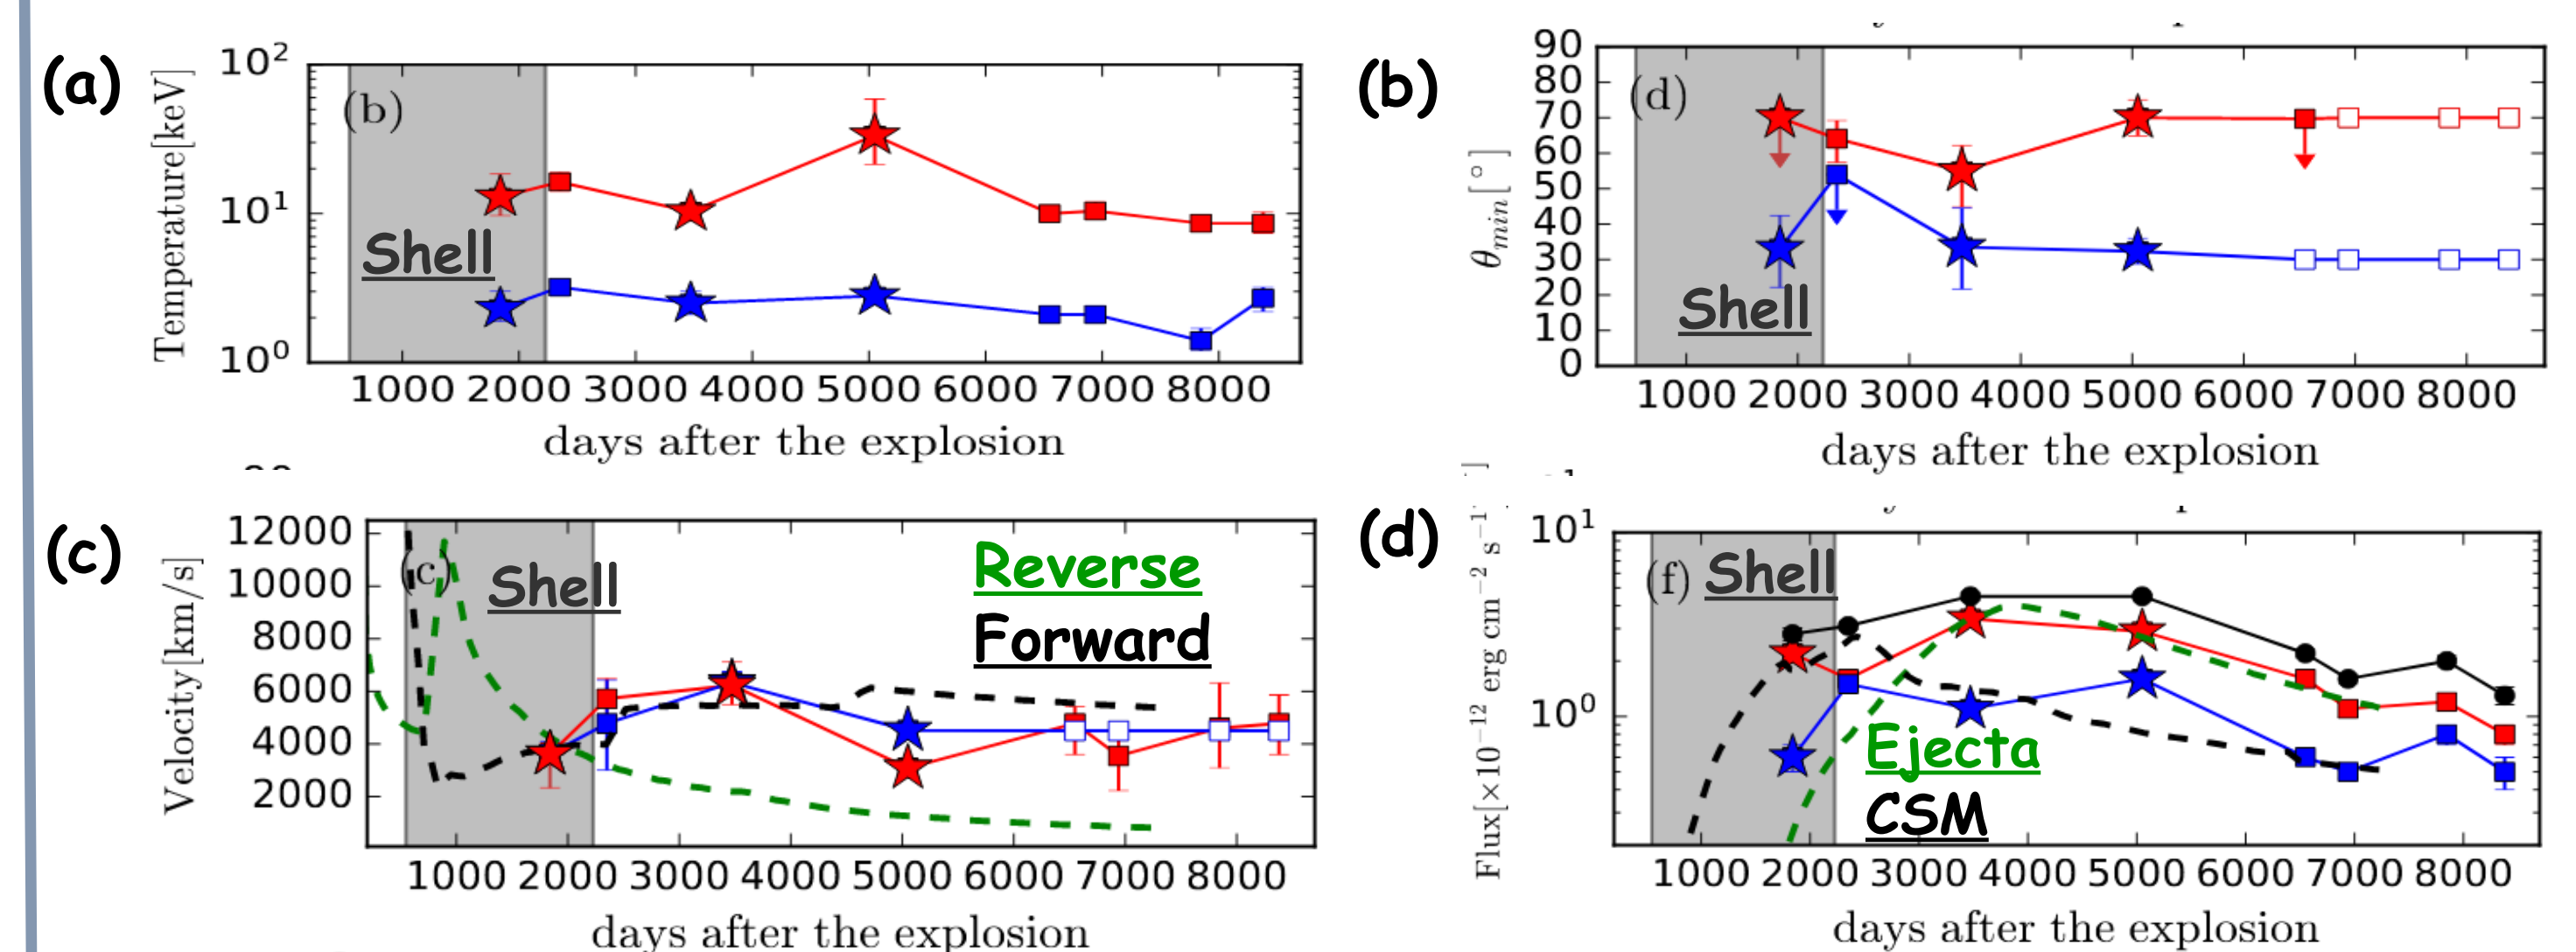 (a)
10²
10¹
10⁰
Temperature[keV]
(b)
Shell
1000 2000 3000 4000 5000 6000 7000 8000
days after the explosion
(b)
90
80
70
60
50
40
30
20
10
0
θmin[°]
(d)
Shell
1000 2000 3000 4000 5000 6000 7000 8000
days after the explosion
(c)
12000
10000
8000
6000
4000
2000
Velocity[km/s]
(c)
Shell
Reverse
Forward
1000 2000 3000 4000 5000 6000 7000 8000
days after the explosion
(d)
10¹
10⁰
Flux[×10⁻¹² erg cm⁻² s⁻¹
(f) Shell
Ejecta
CSM
1000 2000 3000 4000 5000 6000 7000 8000
days after the explosion